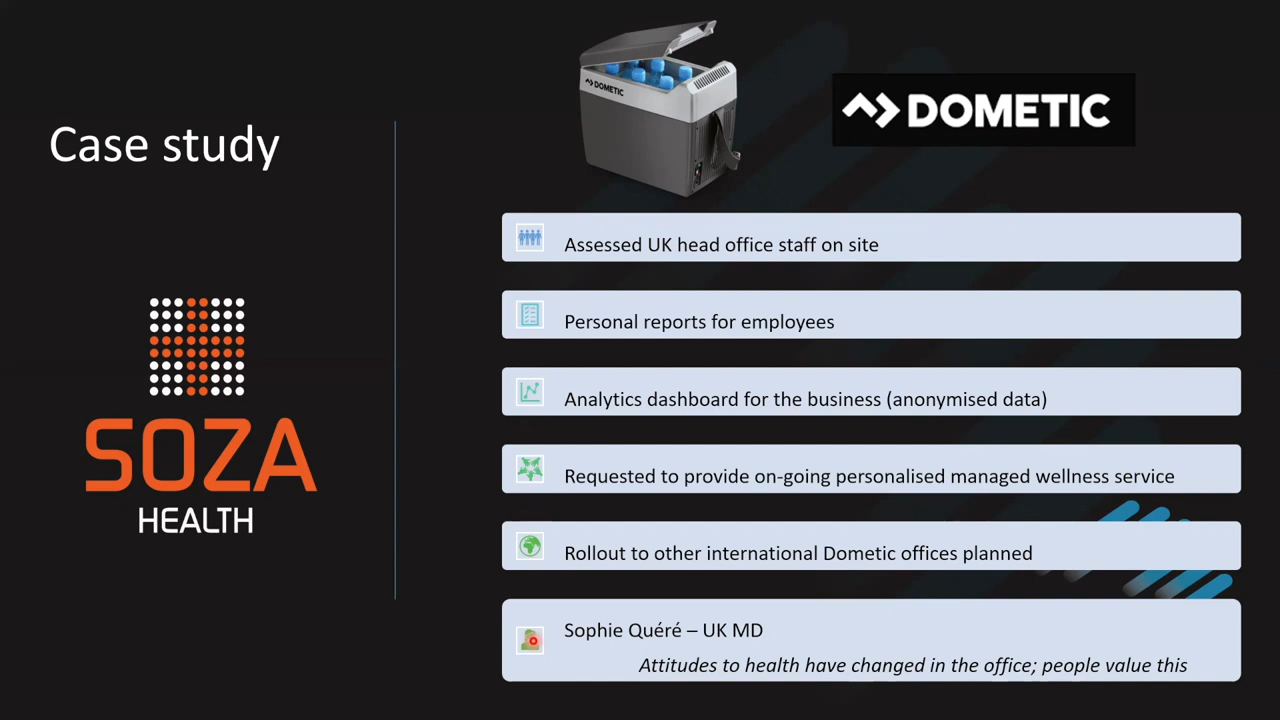 Case study
SOZA
HEALTH
DOMETIC
DOMETIC
Assessed UK head office staff on site
Personal reports for employees
Analytics dashboard for the business (anonymised data)
Requested to provide on-going personalised managed wellness service
Rollout to other international Dometic offices planned
Sophie Quéré – UK MD
Attitudes to health have changed in the office; people value this